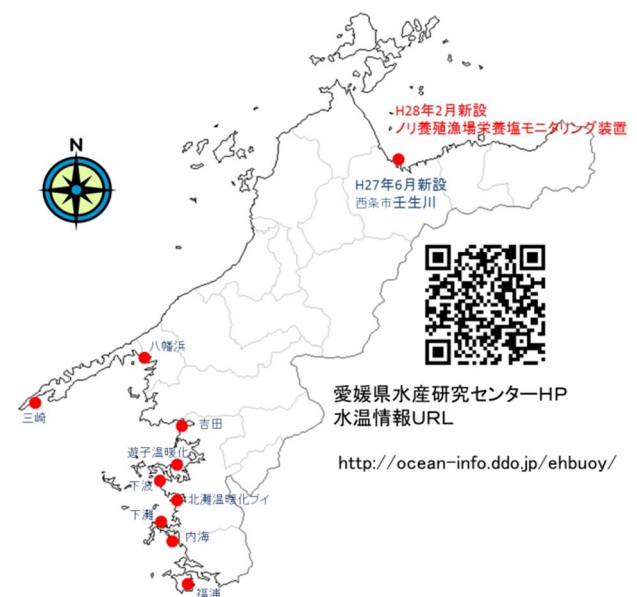 N
H28年2月新設
ノリ養殖漁場栄養塩モニタリング装置
H27年6月新設
西条市壬生川
八幡浜
三崎
愛媛県水産研究センターHP
水温情報URL
吉田
遊子温暖化
http://ocean-info.ddo.jp/ehbuoy/
下波
北灘温暖化ブイ
下灘
内海
福浦